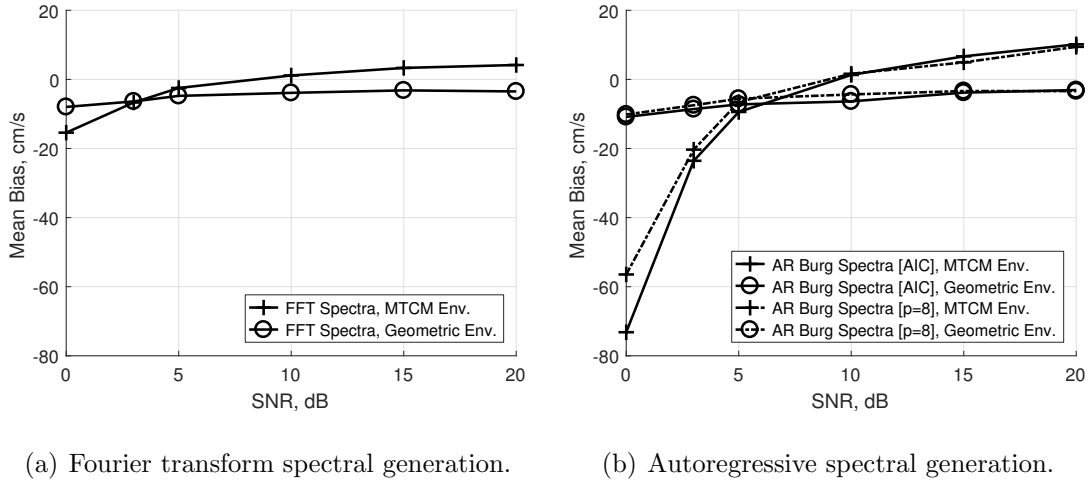 20
0
-20
-40
-60
-80
Mean Bias, cm/s
0 5 10 15 20
SNR, dB
FFT Spectra, MTCM Env.
FFT Spectra, Geometric Env.
(a) Fourier transform spectral generation.
20
0
-20
-40
-60
-80
Mean Bias, cm/s
0 5 10 15 20
SNR, dB
AR Burg Spectra [AIC], MTCM Env.
AR Burg Spectra [AIC], Geometric Env.
AR Burg Spectra [p=8], MTCM Env.
AR Burg Spectra [p=8], Geometric Env.
(b) Autoregressive spectral generation.